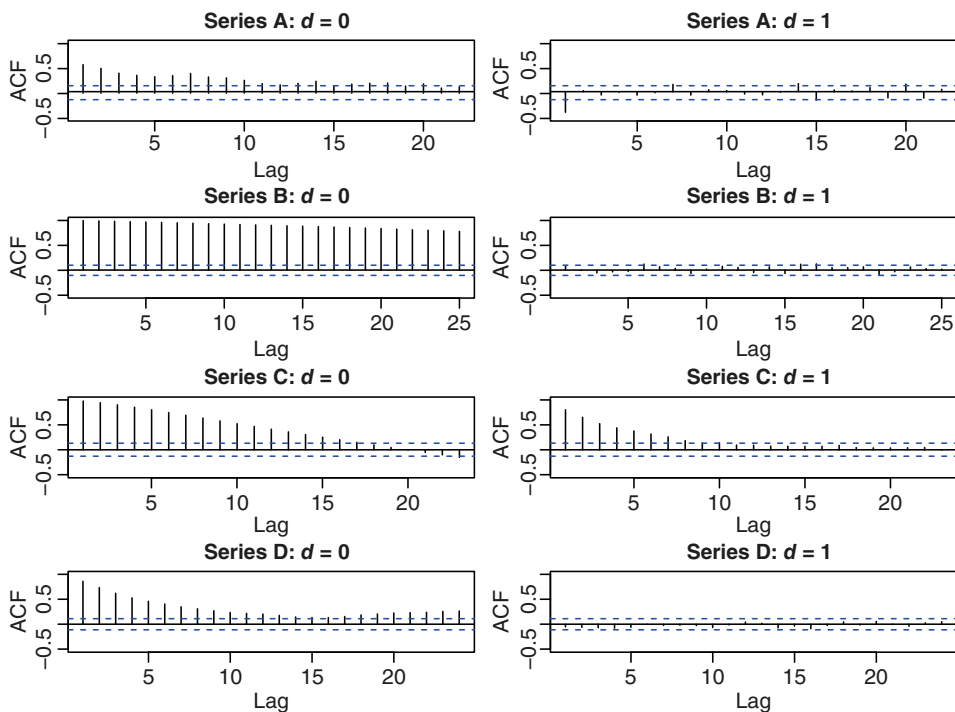 Series A: d = 0
ACF
0.5
−0.5
5 10 15 20
Lag
Series A: d = 1
ACF
0.5
−0.5
5 10 15 20
Lag
Series B: d = 0
ACF
0.5
−0.5
5 10 15 20 25
Lag
Series B: d = 1
ACF
0.5
−0.5
5 10 15 20 25
Lag
Series C: d = 0
ACF
0.5
−0.5
5 10 15 20
Lag
Series C: d = 1
ACF
0.5
−0.5
5 10 15 20
Lag
Series D: d = 0
ACF
0.5
−0.5
5 10 15 20
Lag
Series D: d = 1
ACF
0.5
−0.5
5 10 15 20
Lag